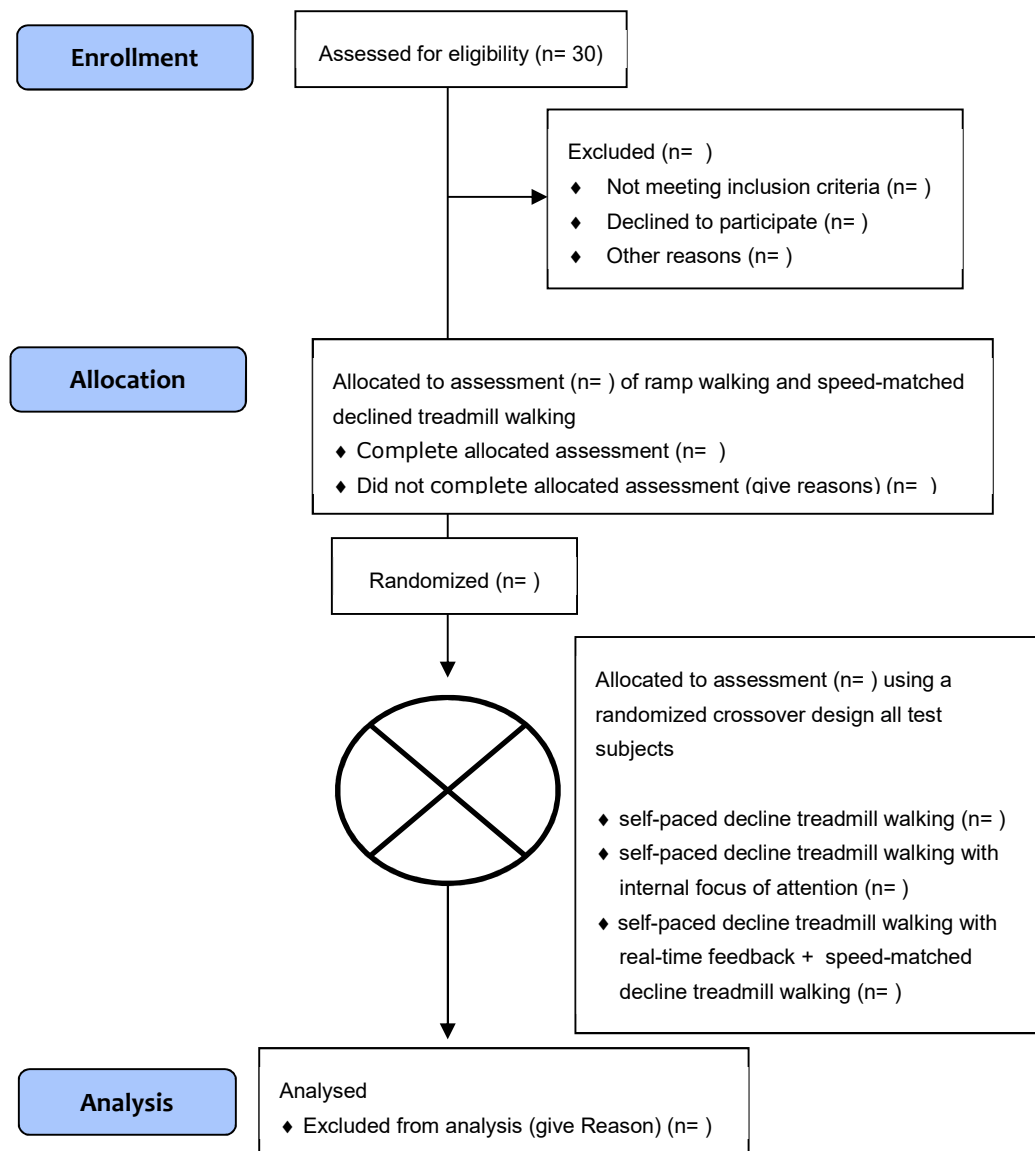 Enrollment
Assessed for eligibility (n= 30)
Excluded (n=  )
♦ Not meeting inclusion criteria (n= )
♦ Declined to participate (n= )
♦ Other reasons (n= )
Allocation
Allocated to assessment (n= ) of ramp walking and speed-matched
declined treadmill walking
♦ Complete allocated assessment (n=  )
♦ Did not complete allocated assessment (give reasons) (n=  )
Randomized (n= )
Allocated to assessment (n= ) using a
randomized crossover design all test
subjects
♦ self-paced decline treadmill walking (n= )
♦ self-paced decline treadmill walking with
internal focus of attention (n= )
♦ self-paced decline treadmill walking with
real-time feedback + speed-matched
decline treadmill walking (n= )
Analysis
Analysed
♦ Excluded from analysis (give Reason) (n= )